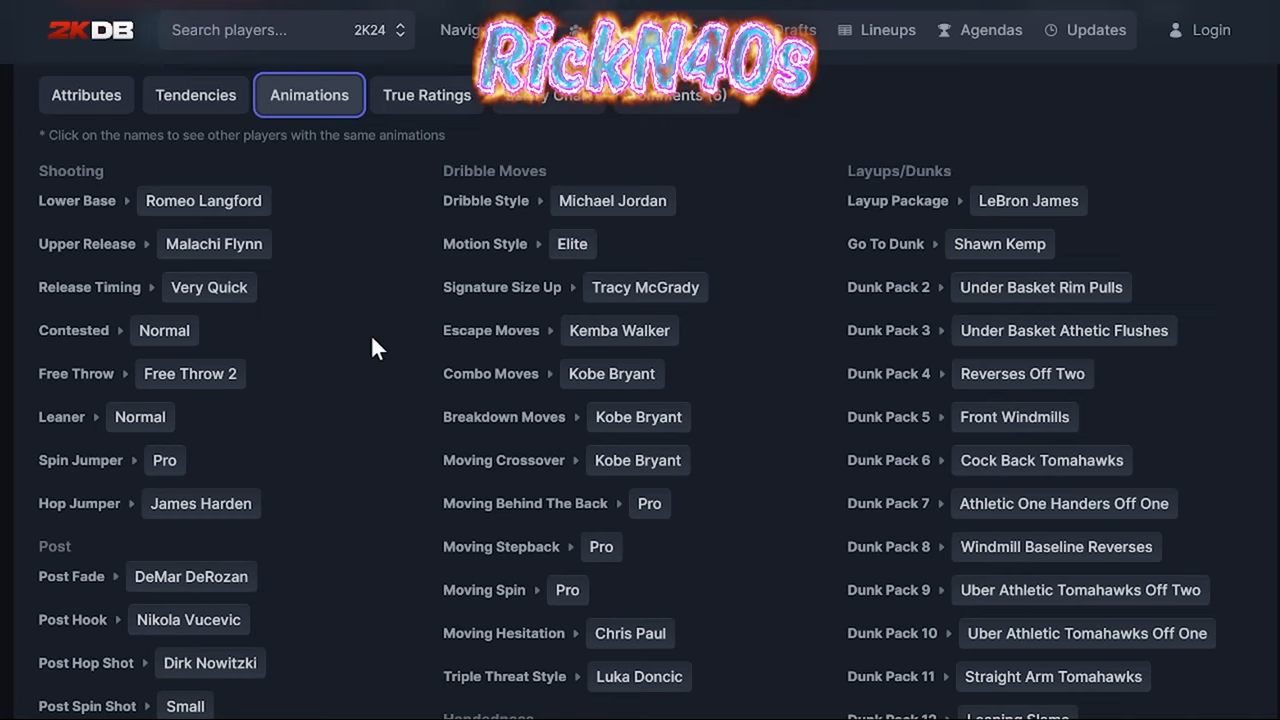 2KDB
Search players...
2K24
RickN40s
Lineups
Agendas
Updates
Login
Attributes
Tendencies
Animations
True Ratings
* Click on the names to see other players with the same animations
Shooting
Lower Base Romeo Langford
Upper Release Malachi Flynn
Release Timing Very Quick
Contested Normal
Free Throw Free Throw 2
Leaner Normal
Spin Jumper Pro
Hop Jumper James Harden
Post
Post Fade DeMar DeRozan
Post Hook Nikola Vucevic
Post Hop Shot Dirk Nowitzki
Post Spin Shot Small
Dribble Moves
Dribble Style Michael Jordan
Motion Style Elite
Signature Size Up Tracy McGrady
Escape Moves Kemba Walker
Combo Moves Kobe Bryant
Breakdown Moves Kobe Bryant
Moving Crossover Kobe Bryant
Moving Behind The Back Pro
Moving Stepback Pro
Moving Spin Pro
Moving Hesitation Chris Paul
Triple Threat Style Luka Doncic
Handedness
Layups/Dunks
Layup Package LeBron James
Go To Dunk Shawn Kemp
Dunk Pack 2 Under Basket Rim Pulls
Dunk Pack 3 Under Basket Athetic Flushes
Dunk Pack 4 Reverses Off Two
Dunk Pack 5 Front Windmills
Dunk Pack 6 Cock Back Tomahawks
Dunk Pack 7 Athletic One Handers Off One
Dunk Pack 8 Windmill Baseline Reverses
Dunk Pack 9 Uber Athletic Tomahawks Off Two
Dunk Pack 10 Uber Athletic Tomahawks Off One
Dunk Pack 11 Straight Arm Tomahawks
Dunk Pack 12 Leaning Slams